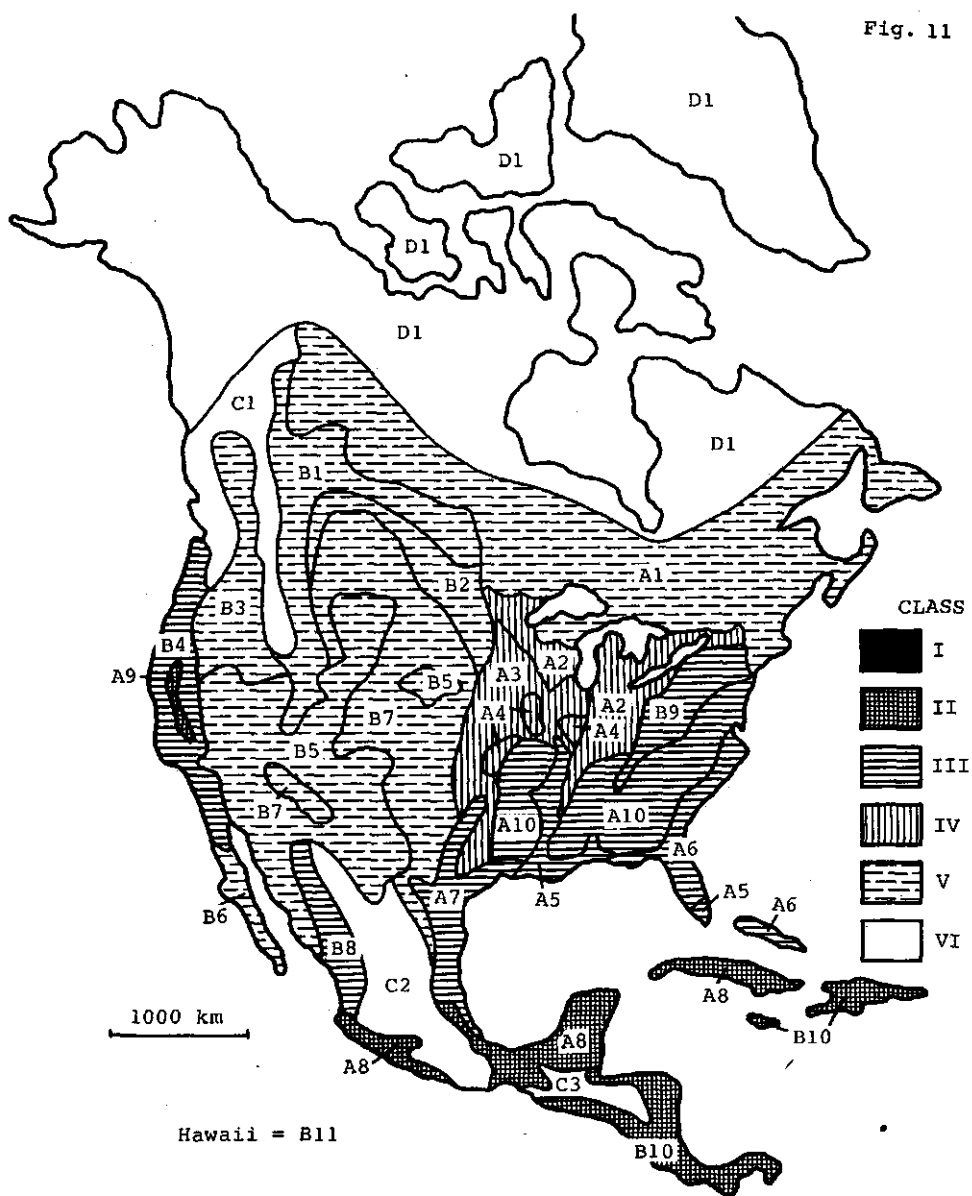 Fig. 11
D1
D1
D1
D1
C1
D1
B1
A1
B2
B3
CLASS
B4
I
A9
A3
A2
B5
A2
B9
II
A4
A4
B7
III
B5
B7
A10
A10
IV
A6
A7
A5
A5
A6
V
B6
B8
VI
C2
A8
1000 km
B10
A8
A8
C3
Hawaii = B11
B10